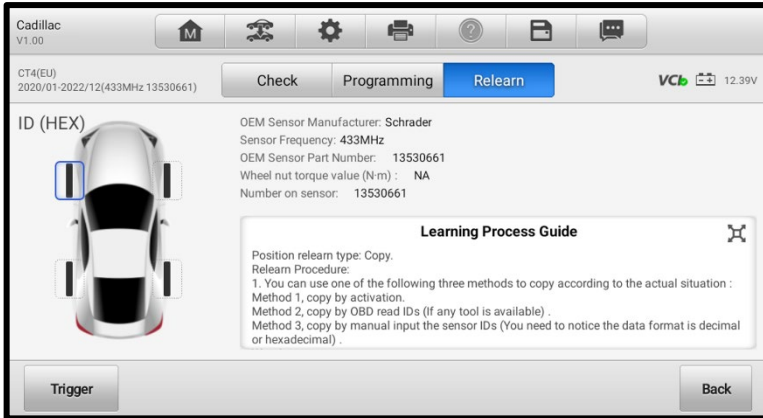 Cadillac
V1.00
M
CT4(EU)
2020/01-2022/12(433MHz 13530661)
Check
Programming
Relearn
VCI
12.39V
ID (HEX)
OEM Sensor Manufacturer: Schrader
Sensor Frequency: 433MHz
OEM Sensor Part Number: 13530661
Wheel nut torque value (N·m) : NA
Number on sensor: 13530661
Learning Process Guide
Position relearn type: Copy.
Relearn Procedure:
1. You can use one of the following three methods to copy according to the actual situation :
Method 1, copy by activation.
Method 2, copy by OBD read IDs (If any tool is available) .
Method 3, copy by manual input the sensor IDs (You need to notice the data format is decimal
or hexadecimal) .
Trigger
Back